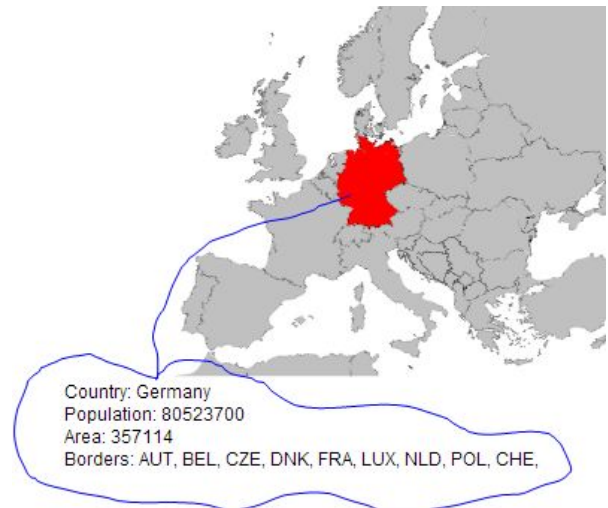 Country: Germany
Population: 80523700
Area: 357114
Borders: AUT, BEL, CZE, DNK, FRA, LUX, NLD, POL, CHE,